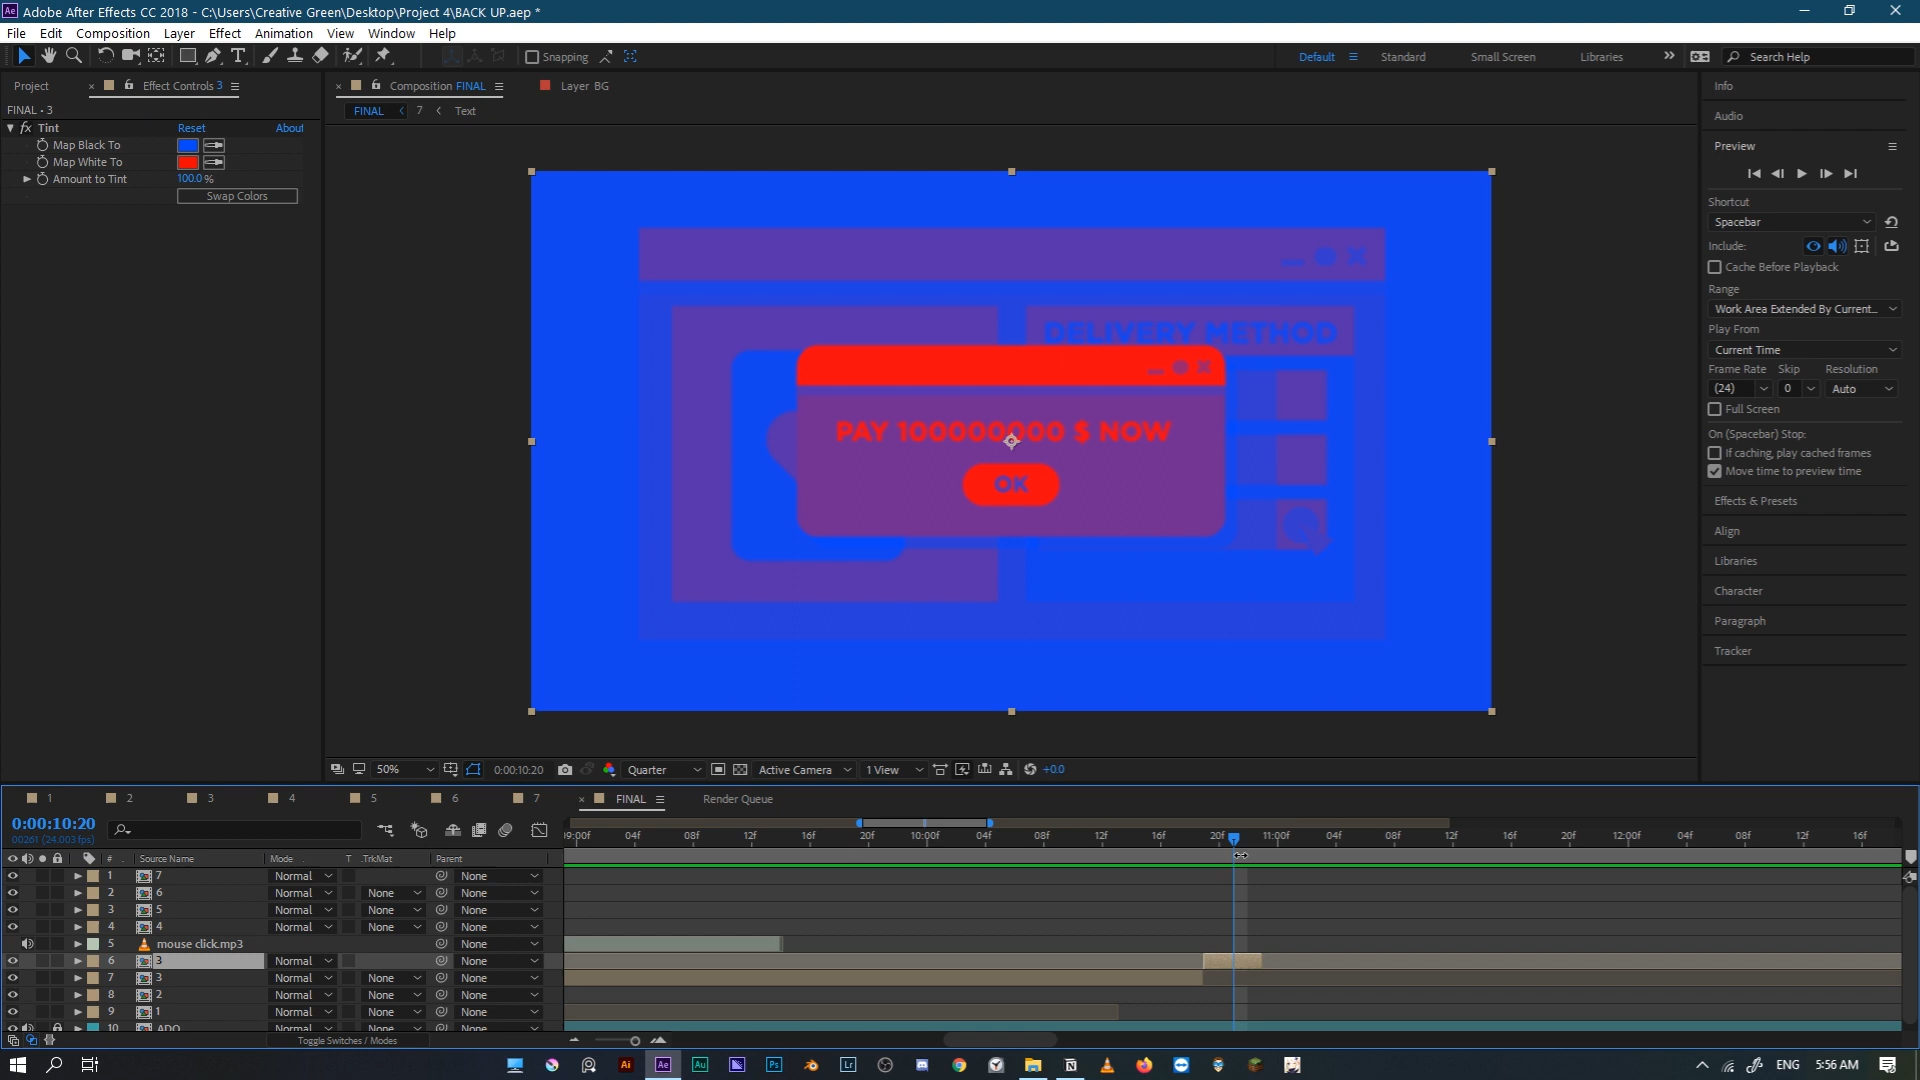 Ae Adobe After Effects CC 2018 - C:\Users\Creative Green\Desktop\Project 4\BACK UP.aep *
File Edit Composition Layer Effect Animation View Window Help
Snapping
Default Standard Small Screen Libraries Search Help
Project Effect Controls 3
Composition FINAL
Layer BG
FINAL • 3
FINAL 7 Text
fx Tint Reset About
Map Black To
Map White To
Amount to Tint 100.0 %
Swap Colors
DELIVERY METHOD
PAY 100000000 $ NOW
OK
Info
Audio
Preview
Shortcut
Spacebar
Include:
Cache Before Playback
Range
Work Area Extended By Current...
Play From
Current Time
Frame Rate Skip Resolution
(24) 0 Auto
Full Screen
On (Spacebar) Stop:
If caching, play cached frames
Move time to preview time
Effects & Presets
Align
Libraries
Character
Paragraph
Tracker
50% 0:00:10:20 Quarter Active Camera 1 View +0.0
1 2 3 4 5 6 7 FINAL Render Queue
0:00:10:20
00261 (24.003 fps)
09:00f 04f 08f 12f 16f 20f 10:00f 04f 08f 12f 16f 20f 11:00f 04f 08f 12f 16f 20f 12:00f 04f 08f 12f 16f
# Source Name Mode T .TrkMat Parent
1 7 Normal None
2 6 Normal None None
3 5 Normal None None
4 4 Normal None None
5 mouse click.mp3 None
6 3 Normal None
7 3 Normal None None
8 2 Normal None None
9 1 Normal None None
10 ADO Normal None None
Toggle Switches / Modes
Ai Ae Au Ps Lr N
ENG 5:56 AM